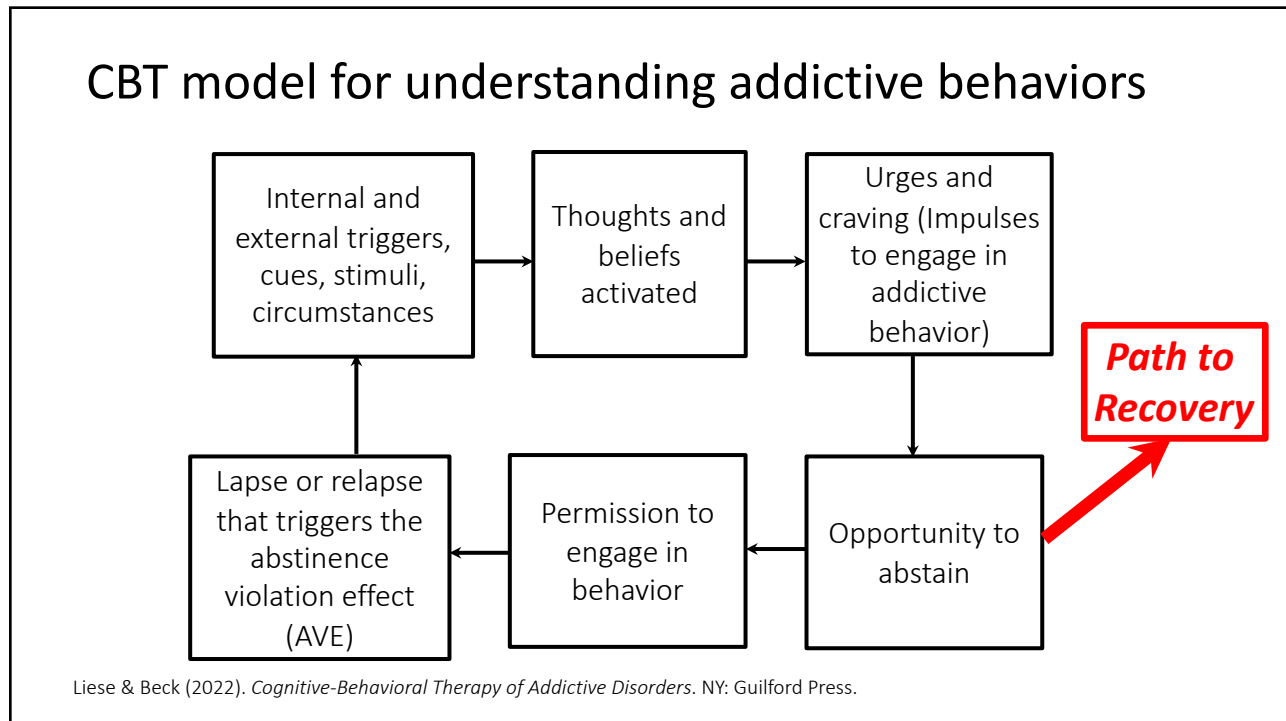 CBT model for understanding addictive behaviors
Internal and
external triggers,
cues, stimuli,
circumstances
Thoughts and
beliefs
activated
Urges and
craving (Impulses
to engage in
addictive
behavior)
Path to
Recovery
Lapse or relapse
that triggers the
abstinence
violation effect
(AVE)
Permission to
engage in
behavior
Opportunity to
abstain
Liese & Beck (2022). Cognitive-Behavioral Therapy of Addictive Disorders. NY: Guilford Press.